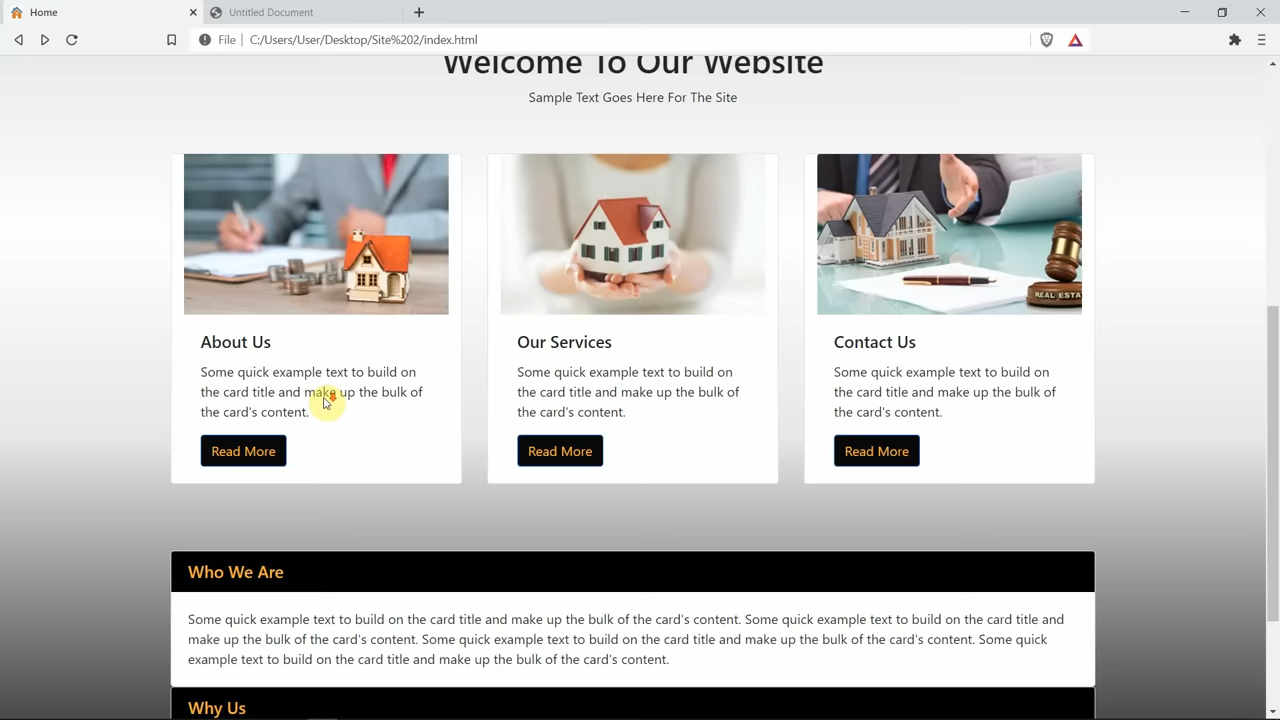 Home
Untitled Document
File
C:/Users/User/Desktop/Site%202/index.html
Welcome To Our Website
Sample Text Goes Here For The Site
REAL ESTA
About Us
Some quick example text to build on
the card title and make up the bulk of
the card's content.
Read More
Our Services
Some quick example text to build on
the card title and make up the bulk of
the card's content.
Read More
Contact Us
Some quick example text to build on
the card title and make up the bulk of
the card's content.
Read More
Who We Are
Some quick example text to build on the card title and make up the bulk of the card's content. Some quick example text to build on the card title and
make up the bulk of the card's content. Some quick example text to build on the card title and make up the bulk of the card's content. Some quick
example text to build on the card title and make up the bulk of the card's content.
Why Us